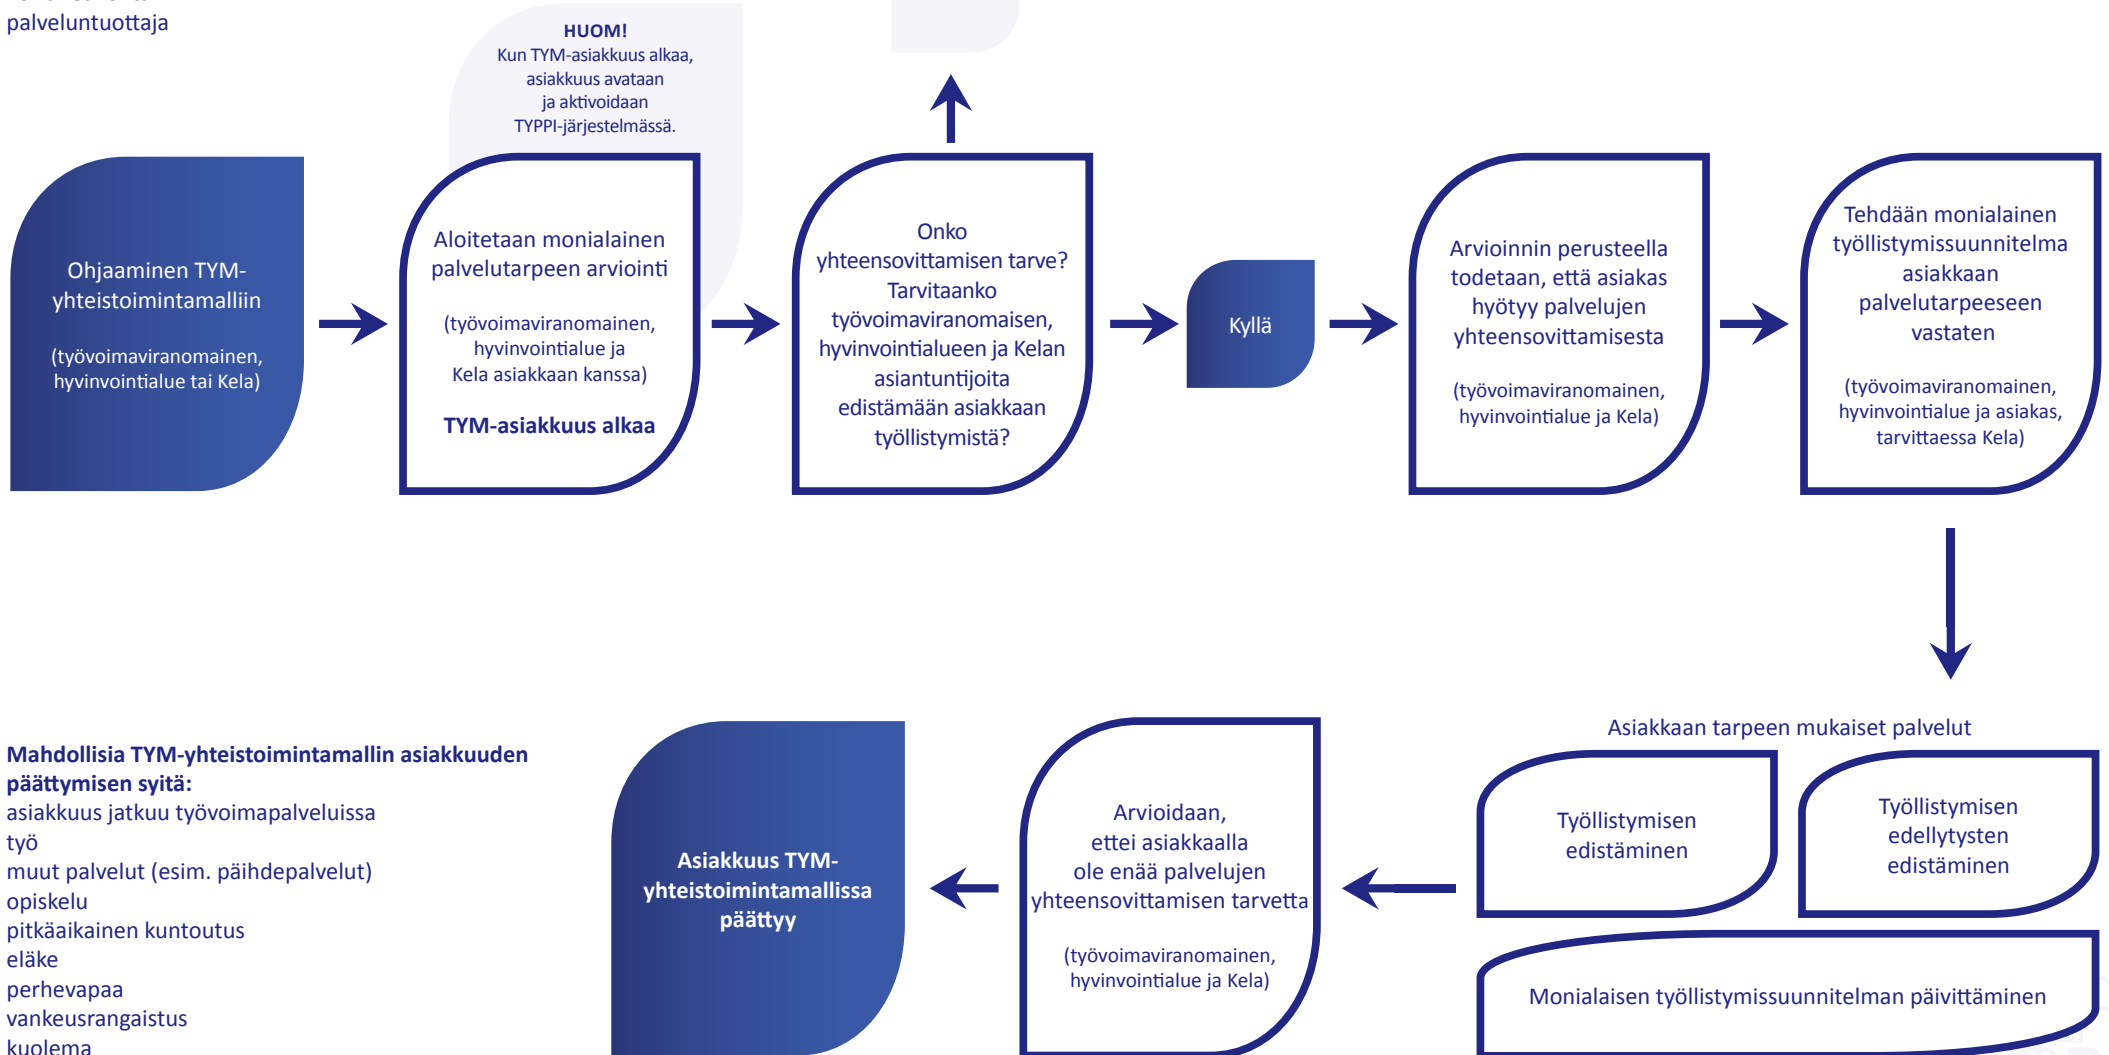 palveluntuottaja
HUOM!
Kun TYM-asiakkuus alkaa,
asiakkuus avataan
ja aktivoidaan
TYPPI-järjestelmässä.
Ohjaaminen TYM-
yhteistoimintamalliin
(työvoimaviranomainen,
hyvinvointialue tai Kela)
Aloitetaan monialainen
palvelutarpeen arviointi
(työvoimaviranomainen,
hyvinvointialue ja
Kela asiakkaan kanssa)
TYM-asiakkuus alkaa
Onko
yhteensovittamisen tarve?
Tarvitaanko
työvoimaviranomaisen,
hyvinvointialueen ja Kelan
asiantuntijoita
edistämään asiakkaan
työllistymistä?
Kyllä
Arvioinnin perusteella
todetaan, että asiakas
hyötyy palvelujen
yhteensovittamisesta
(työvoimaviranomainen,
hyvinvointialue ja Kela)
Tehdään monialainen
työllistymissuunnitelma
asiakkaan
palvelutarpeeseen
vastaten
(työvoimaviranomainen,
hyvinvointialue ja asiakas,
tarvittaessa Kela)
Asiakkaan tarpeen mukaiset palvelut
Työllistymisen
edistäminen
Työllistymisen
edellytysten
edistäminen
Monialaisen työllistymissuunnitelman päivittäminen
Arvioidaan,
ettei asiakkaalla
ole enää palvelujen
yhteensovittamisen tarvetta
(työvoimaviranomainen,
hyvinvointialue ja Kela)
Asiakkuus TYM-
yhteistoimintamallissa
päättyy
Mahdollisia TYM-yhteistoimintamallin asiakkuuden
päättymisen syitä:
asiakkuus jatkuu työvoimapalveluissa
työ
muut palvelut (esim. päihdepalvelut)
opiskelu
pitkäaikainen kuntoutus
eläke
perhevapaa
vankeusrangaistus
kuolema